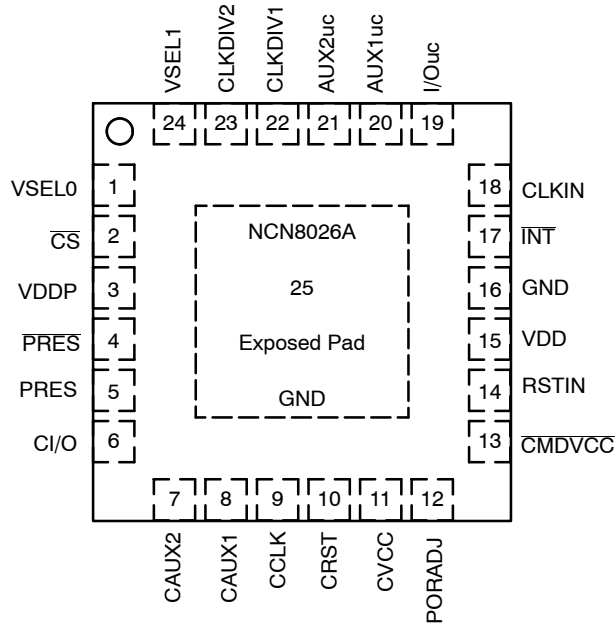 VSEL1
CLKDIV2
CLKDIV1
AUX2uc
AUX1uc
I/Ouc
24
23
22
21
20
19
VSEL0 1
CS 2
VDDP 3
PRES 4
PRES 5
CI/O 6
NCN8026A
25
Exposed Pad
GND
18 CLKIN
17 INT
16 GND
15 VDD
14 RSTIN
13 CMDVCC
7
8
9
10
11
12
CAUX2
CAUX1
CCLK
CRST
CVCC
PORADJ